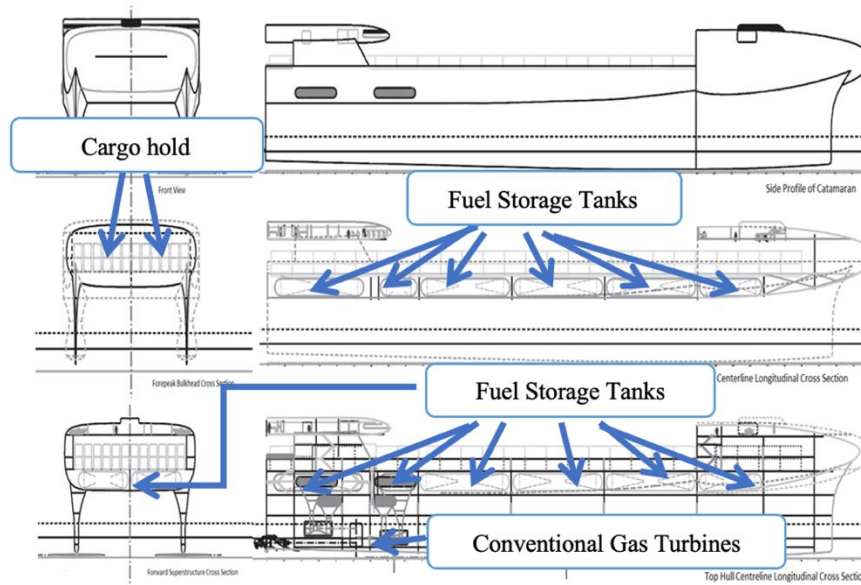 Cargo hold
Front View
Fuel Storage Tanks
Side Profile of Catamaran
Forepeak Bulkhead Cross Section
Fuel Storage Tanks
Centerline Longitudinal Cross Section
Conventional Gas Turbines
Forward Superstructure Cross Section
Top Hull Centreline Longitudinal Cross Section